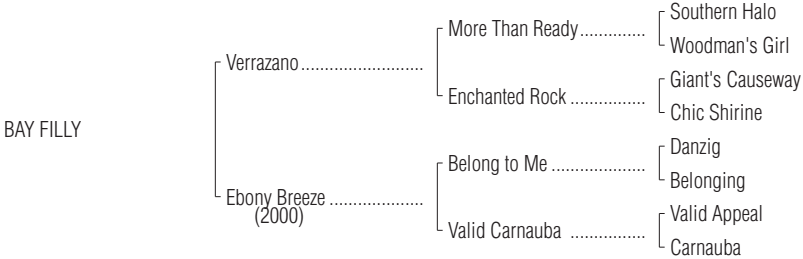 Southern Halo
More Than Ready..............
Woodman's Girl
Verrazano..........................
Giant's Causeway
Enchanted Rock ................
Chic Shirine
BAY FILLY
Danzig
Belong to Me ....................
Belonging
Ebony Breeze ....................
(2000)
Valid Appeal
Valid Carnauba ................
Carnauba